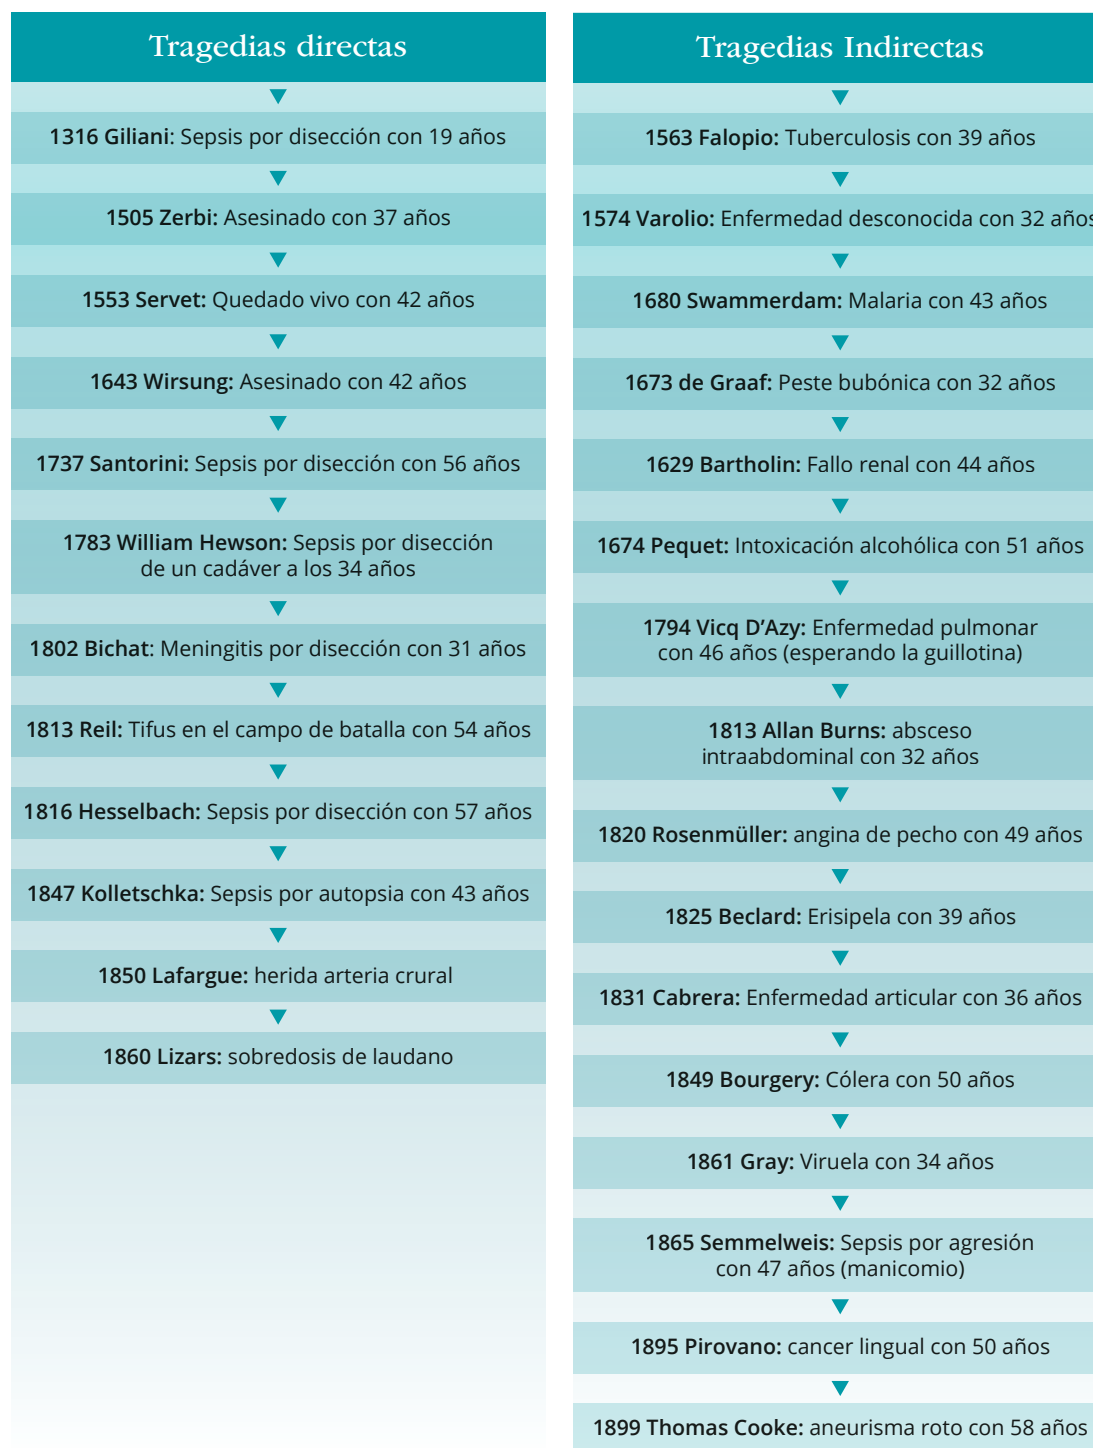 Tragedias directas
1316 Giliani: Sepsis por disección con 19 años
1505 Zerbi: Asesinado con 37 años
1553 Servet: Quedado vivo con 42 años
1643 Wirsung: Asesinado con 42 años
1737 Santorini: Sepsis por disección con 56 años
1783 William Hewson: Sepsis por disección
de un cadáver a los 34 años
1802 Bichat: Meningitis por disección con 31 años
1813 Reil: Tifus en el campo de batalla con 54 años
1816 Hesselbach: Sepsis por disección con 57 años
1847 Kolletschka: Sepsis por autopsia con 43 años
1850 Lafargue: herida arteria crural
1860 Lizars: sobredosis de laudano
Tragedias Indirectas
1563 Falopio: Tuberculosis con 39 años
1574 Varolio: Enfermedad desconocida con 32 años
1680 Swammerdam: Malaria con 43 años
1673 de Graaf: Peste bubónica con 32 años
1629 Bartholin: Fallo renal con 44 años
1674 Pequet: Intoxicación alcohólica con 51 años
1794 Vicq D’Azy: Enfermedad pulmonar
con 46 años (esperando la guillotina)
1813 Allan Burns: absceso
intraabdominal con 32 años
1820 Rosenmüller: angina de pecho con 49 años
1825 Beclard: Erisipela con 39 años
1831 Cabrera: Enfermedad articular con 36 años
1849 Bourgery: Cólera con 50 años
1861 Gray: Viruela con 34 años
1865 Semmelweis: Sepsis por agresión
con 47 años (manicomio)
1895 Pirovano: cancer lingual con 50 años
1899 Thomas Cooke: aneurisma roto con 58 años